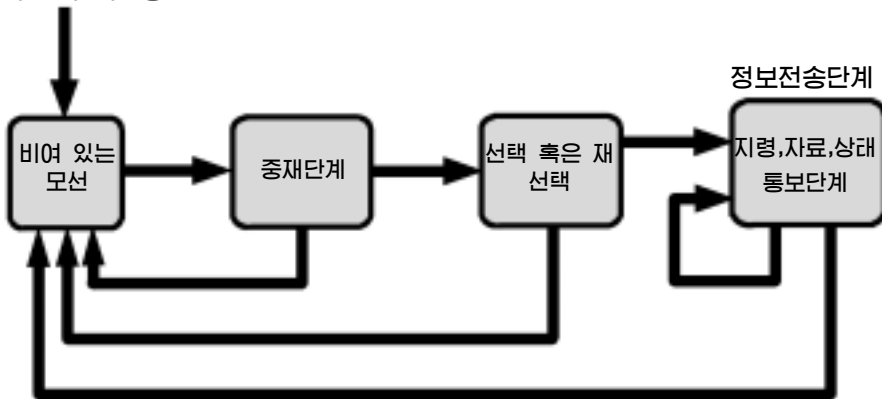 정보전송단계
비여 있는
모선
중재단계
선택 혹은 재
선택
지령,자료,상태
통보단계